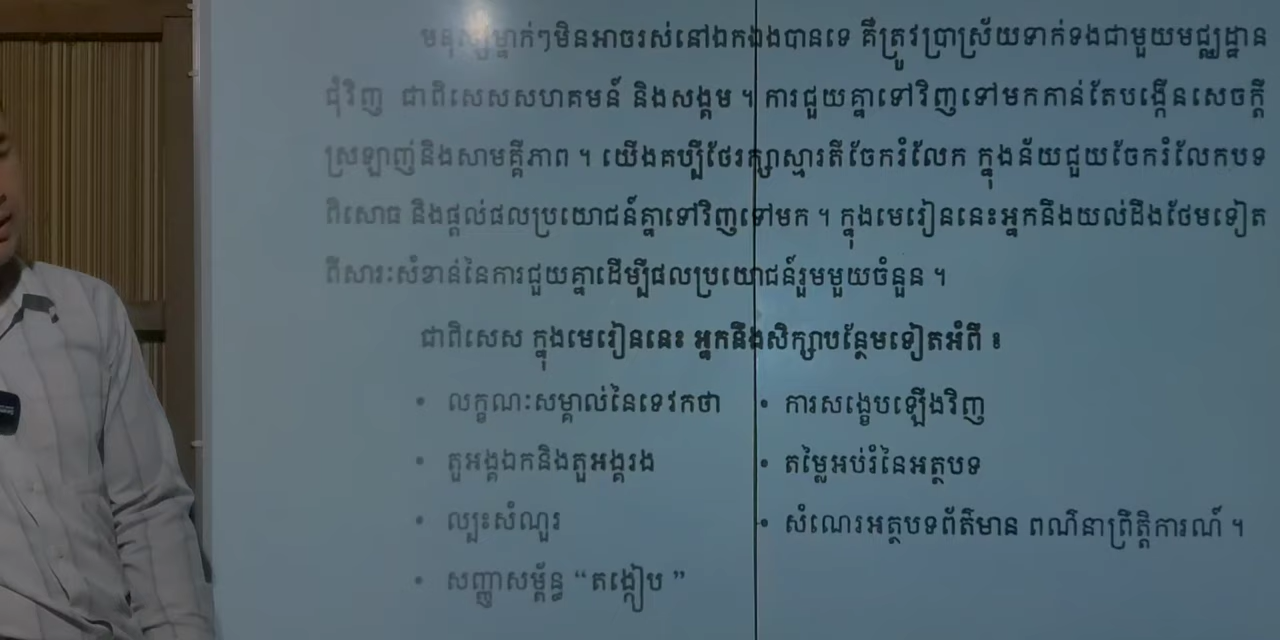 មនុស្សម្នាក់ៗមិនអាចរស់នៅឯកឯងបានទេ គឺត្រូវប្រាស្រ័យទាក់ទងជាមួយមជ្ឈដ្ឋាន
ជុំវិញ ជាពិសេសសហគមន៍ និងសង្គម ។ ការជួយគ្នាទៅវិញទៅមកកាន់តែបង្កើនសេចក្ដី
ស្រឡាញ់និងសាមគ្គីភាព ។ យើងគប្បីថែរក្សាស្មារតីចែករំលែក ក្នុងន័យជួយចែករំលែកបទ
ពិសោធ និងផ្ដល់ផលប្រយោជន៍គ្នាទៅវិញទៅមក ។ ក្នុងមេរៀននេះអ្នកនឹងយល់ដឹងថែមទៀត
ពីសារៈសំខាន់នៃការជួយគ្នាដើម្បីផលប្រយោជន៍រួមមួយចំនួន ។
ជាពិសេស ក្នុងមេរៀននេះ អ្នកនឹងសិក្សាបន្ថែមទៀតអំពី ៖
• លក្ខណៈសម្គាល់នៃទេវកថា
• តួអង្គឯកនិងតួអង្គរង
• ល្បះសំណួរ
• សញ្ញាសម្ព័ន្ធ “តង្កៀប ”
• ការសង្ខេបឡើងវិញ
• តម្លៃអប់រំនៃអត្ថបទ
• សំណេរអត្ថបទព័ត៌មាន ពណ៌នាព្រឹត្តិការណ៍ ។